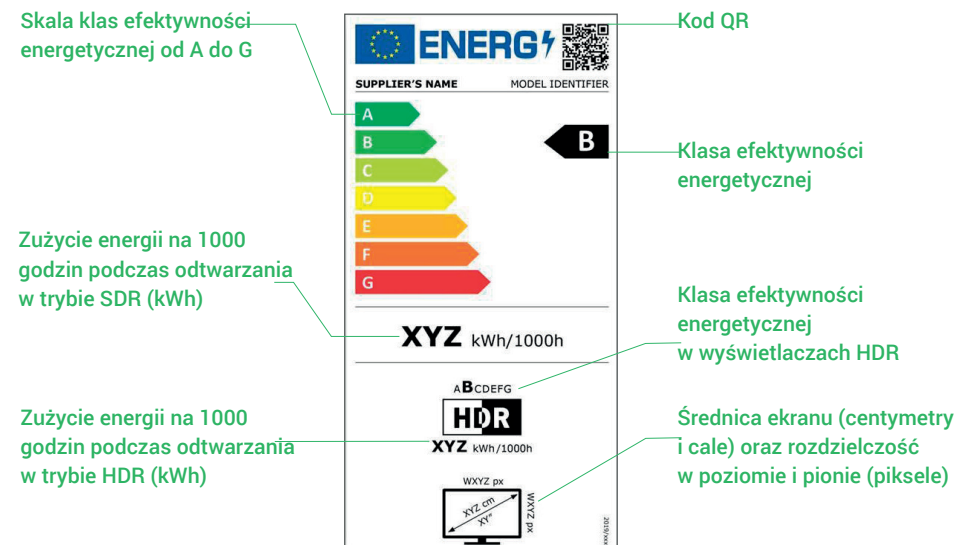 Skala klas efektywności
energetycznej od A do G
Kod QR
ENERG
SUPPLIER'S NAME
MODEL IDENTIFIER
A
B
C
D
E
F
G
B
Klasa efektywności
energetycznej
Zużycie energii na 1000
godzin podczas odtwarzania
w trybie SDR (kWh)
XYZ kWh/1000h
Klasa efektywności
energetycznej
w wyświetlaczach HDR
ABCDEFG
HDR
XYZ kWh/1000h
Zużycie energii na 1000
godzin podczas odtwarzania
w trybie HDR (kWh)
Średnica ekranu (centymetry
i cale) oraz rozdzielczość
w poziomie i pionie (piksele)
WXYZ px
XYZ cm
XY"
WXYZ px
2019/xxx